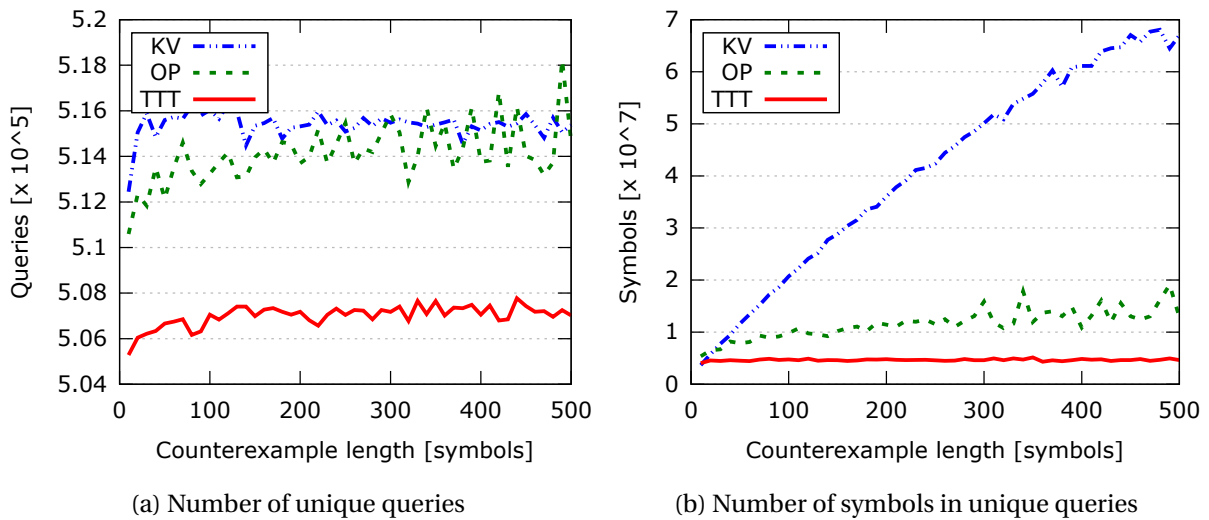 5.2
5.18
5.16
5.14
5.12
5.1
5.08
5.06
5.04
Queries [x 10^5]
KV
OP
TTT
0 100 200 300 400 500
Counterexample length [symbols]
(a) Number of unique queries
7
6
5
4
3
2
1
0
Symbols [x 10^7]
KV
OP
TTT
0 100 200 300 400 500
Counterexample length [symbols]
(b) Number of symbols in unique queries